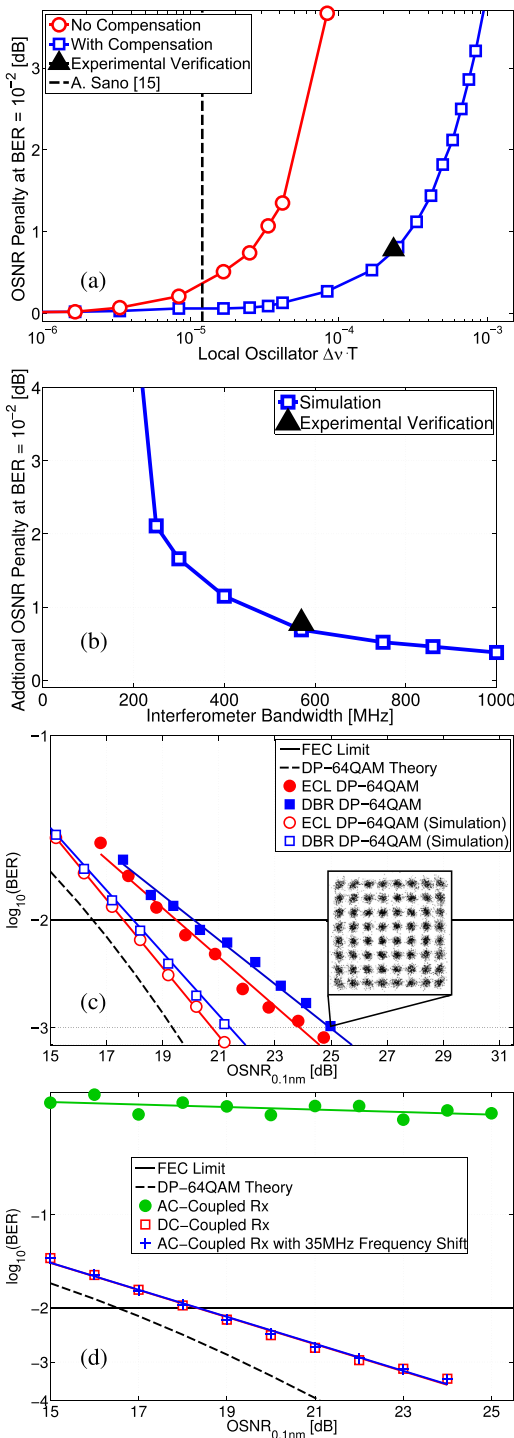 No Compensation
With Compensation
Experimental Verification
A. Sano [15]
OSNR Penalty at BER = 10⁻² [dB]
3
2
1
0
(a)
10⁻⁶ 10⁻⁵ 10⁻⁴ 10⁻³
Local Oscillator Δν·T
Simulation
Experimental Verification
Addtional OSNR Penalty at BER = 10⁻² [dB]
4
3
2
1
0
(b)
0 200 400 600 800 1000
Interferometer Bandwidth [MHz]
FEC Limit
DP−64QAM Theory
ECL DP−64QAM
DBR DP−64QAM
ECL DP−64QAM (Simulation)
DBR DP−64QAM (Simulation)
log₁₀(BER)
−1
−2
−3
(c)
15 17 19 21 23 25 27 29 31
OSNR₀.₁ₙₘ [dB]
FEC Limit
DP−64QAM Theory
AC−Coupled Rx
DC−Coupled Rx
AC−Coupled Rx with 35MHz Frequency Shift
log₁₀(BER)
−1
−2
−3
−4
(d)
15 17 19 21 23 25
OSNR₀.₁ₙₘ [dB]